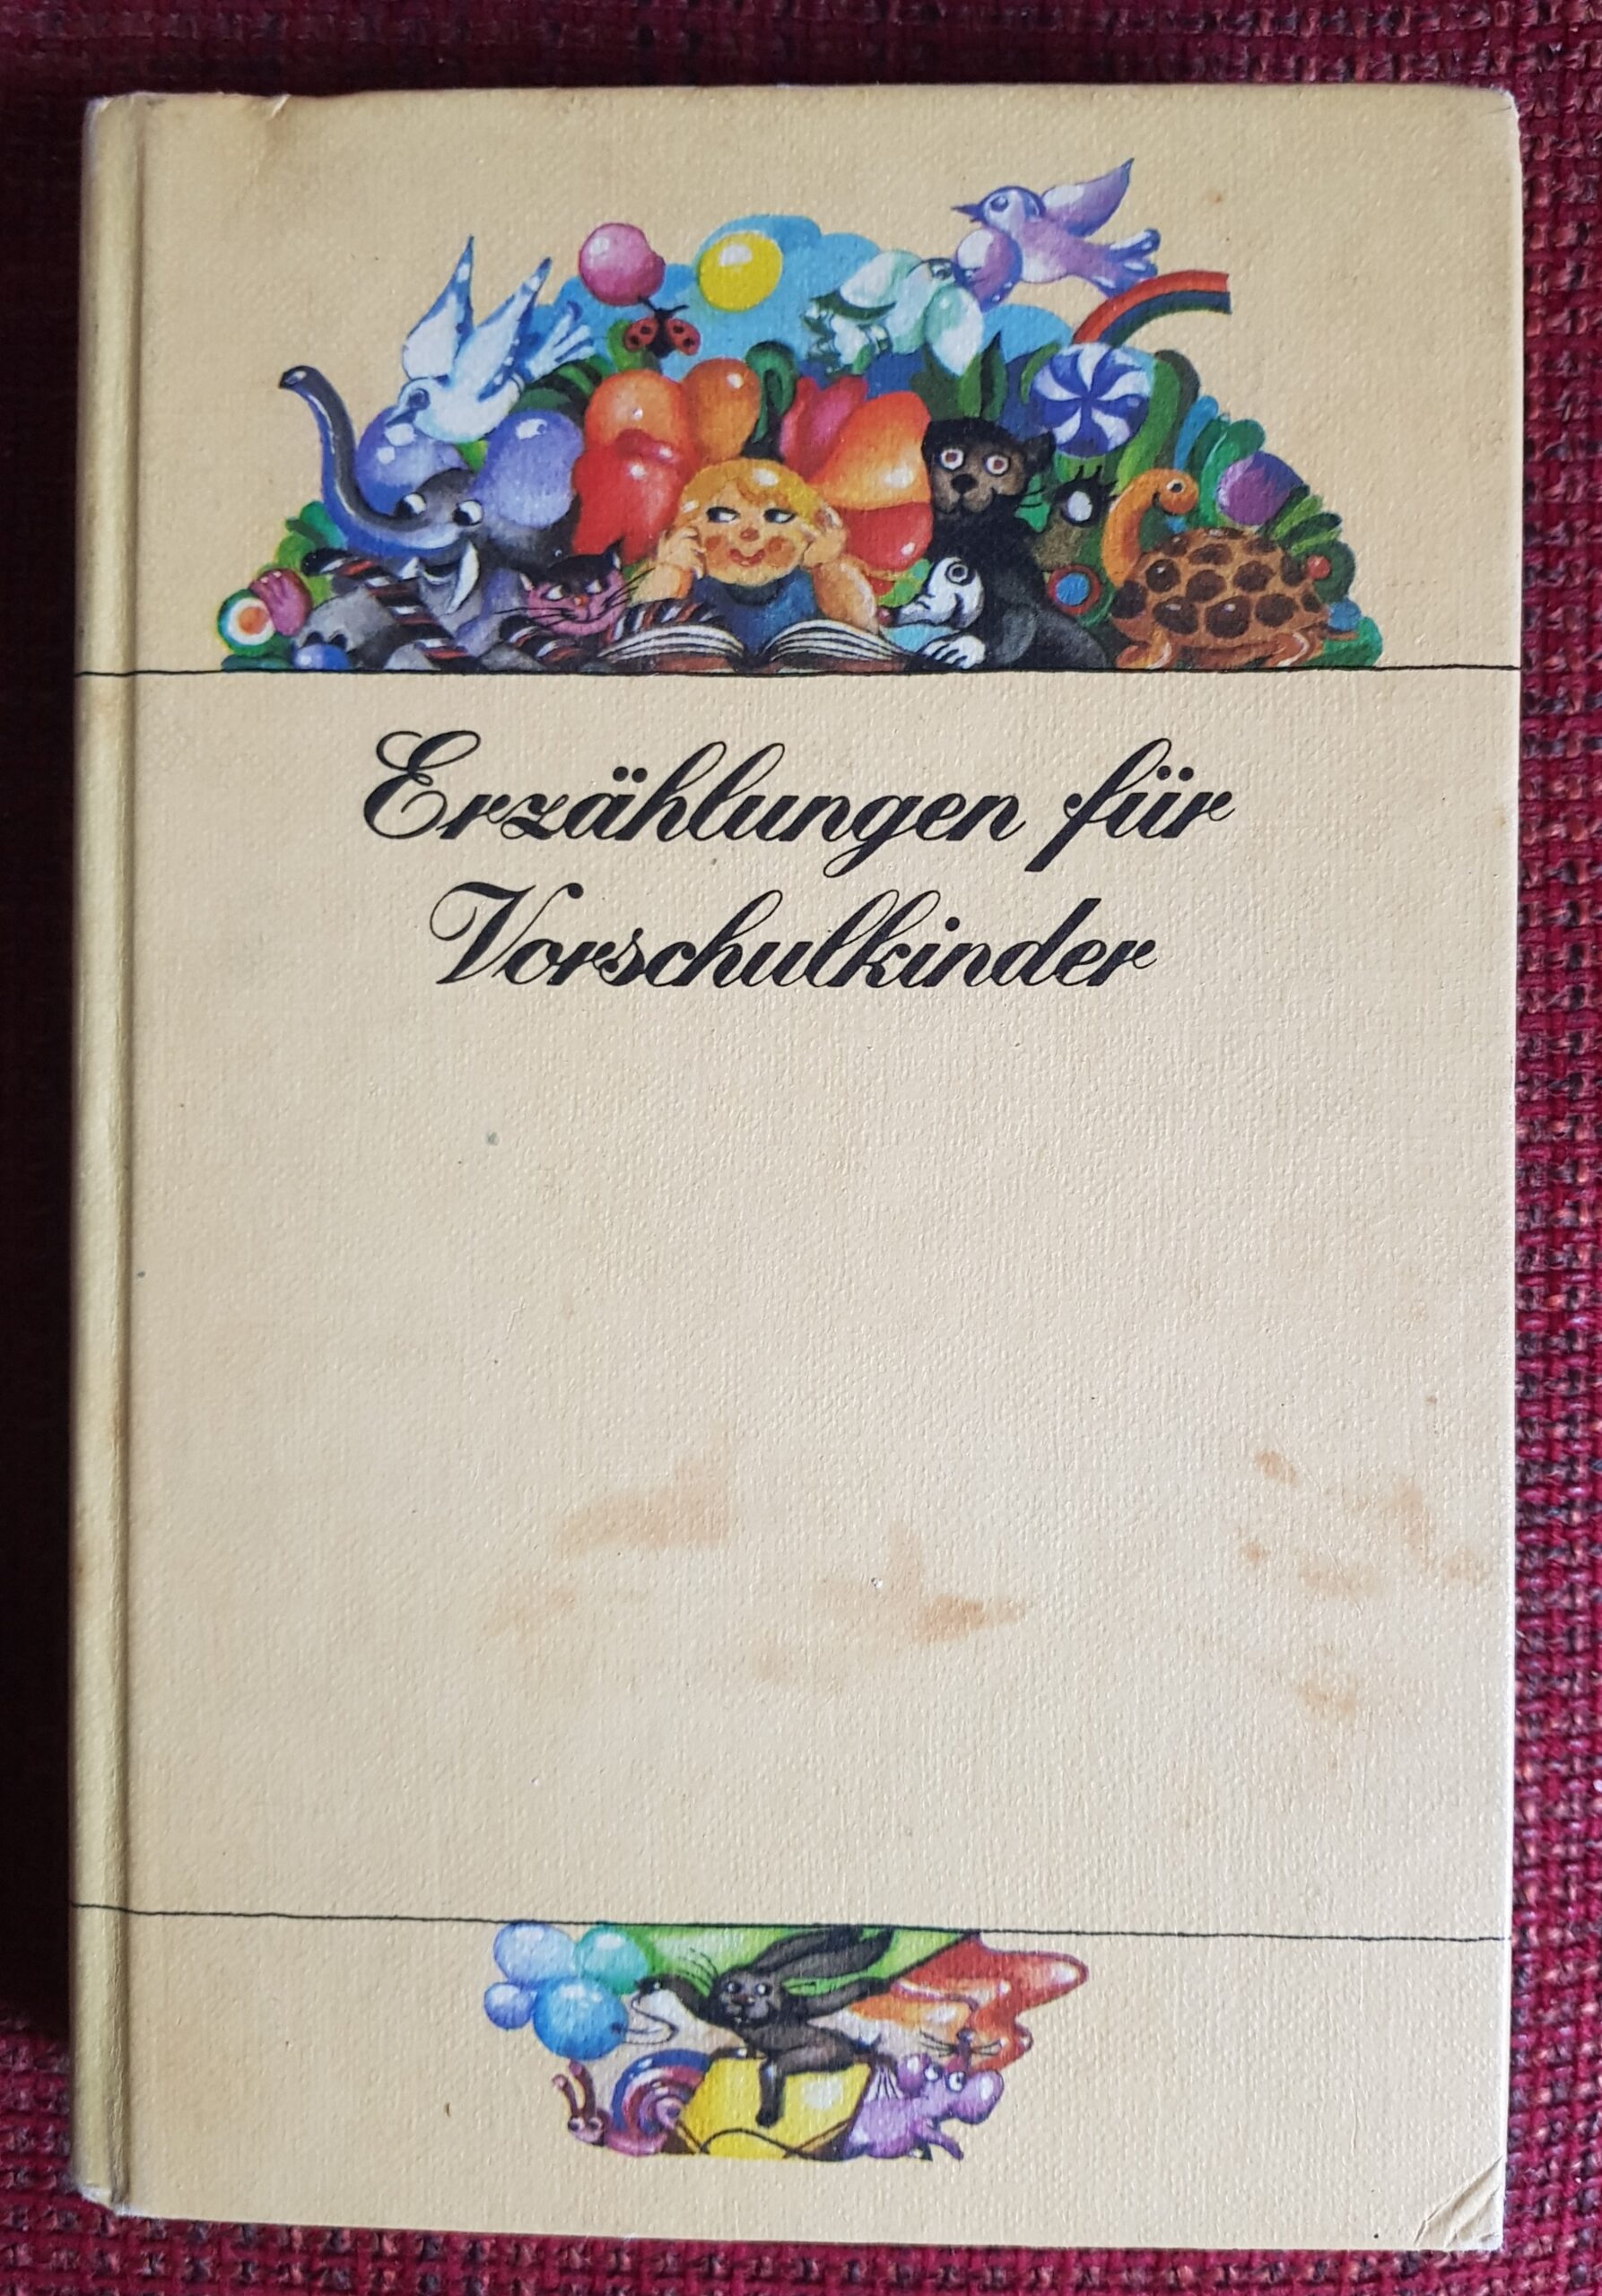 Erzählungen für
Vorschulkinder